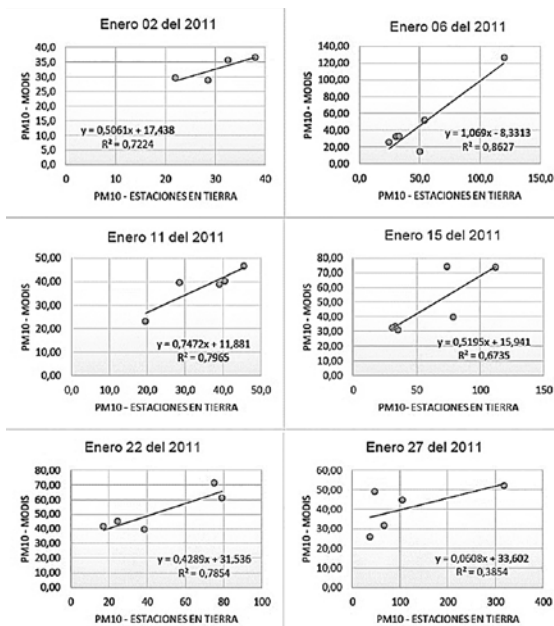 Enero 02 del 2011
40,0
35,0
30,0
25,0
20,0
15,0
10,0
5,0
0,0
PM10 - MODIS
y = 0,5061x + 17,438
R² = 0,7224
0 10 20 30 40
PM10 - ESTACIONES EN TIERRA
Enero 06 del 2011
140,00
120,00
100,00
80,00
60,00
40,00
20,00
0,00
PM10 - MODIS
y = 1,069x - 8,3313
R² = 0,8627
0,0 50,0 100,0 150,0
PM10 - ESTACIONES EN TIERRA
Enero 11 del 2011
50,00
40,00
30,00
20,00
10,00
0,00
PM10 - MODIS
y = 0,7472x + 11,881
R² = 0,7965
0,0 10,0 20,0 30,0 40,0 50,0
PM10 - ESTACIONES EN TIERRA
Enero 15 del 2011
80,00
70,00
60,00
50,00
40,00
30,00
20,00
10,00
0,00
PM10 - MODIS
y = 0,5195x + 15,941
R² = 0,6735
0 50 100 150
PM10 - ESTACIONES EN TIERRA
Enero 22 del 2011
80,00
70,00
60,00
50,00
40,00
30,00
20,00
10,00
0,00
PM10 - MODIS
y = 0,4289x + 31,536
R² = 0,7854
0 20 40 60 80 100
PM10 - ESTACIONES EN TIERRA
Enero 27 del 2011
60,00
50,00
40,00
30,00
20,00
10,00
0,00
PM10 - MODIS
y = 0,0608x + 33,602
R² = 0,3854
0 100 200 300 400
PM10 - ESTACIONES EN TIERRA